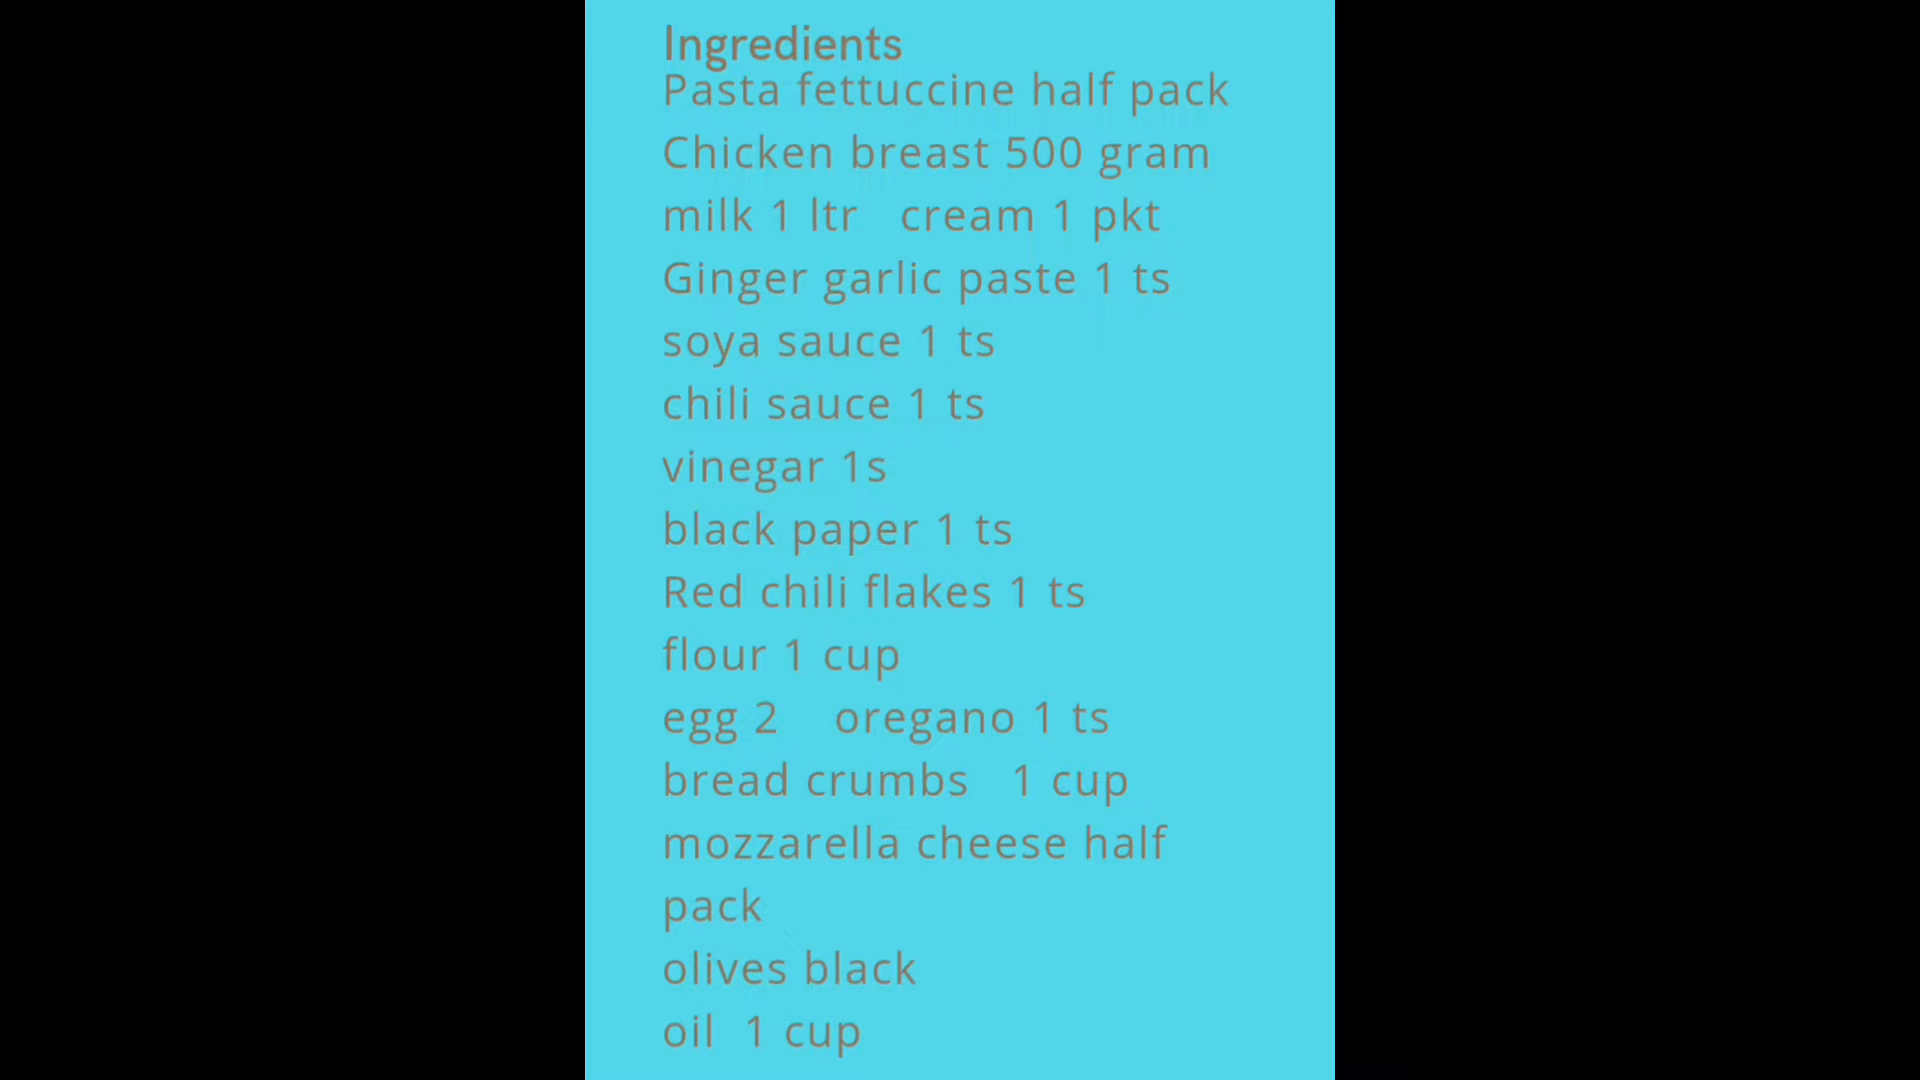 Ingredients
Pasta fettuccine half pack
Chicken breast 500 gram
milk 1 ltr cream 1 pkt
Ginger garlic paste 1 ts
soya sauce 1 ts
chili sauce 1 ts
vinegar 1s
black paper 1 ts
Red chili flakes 1 ts
flour 1 cup
egg 2 oregano 1 ts
bread crumbs 1 cup
mozzarella cheese half
pack
olives black
oil 1 cup